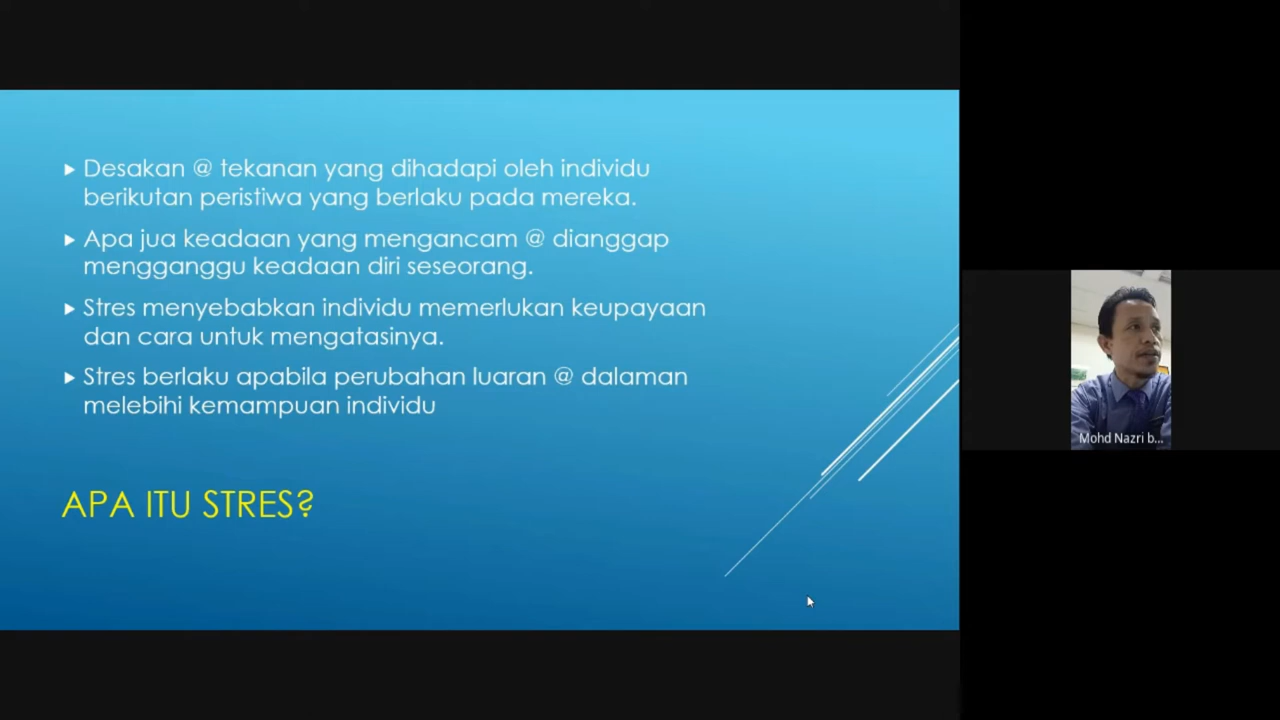 Desakan @ tekanan yang dihadapi oleh individu
berikutan peristiwa yang berlaku pada mereka.
Apa jua keadaan yang mengancam @ dianggap
mengganggu keadaan diri seseorang.
Stres menyebabkan individu memerlukan keupayaan
dan cara untuk mengatasinya.
Stres berlaku apabila perubahan luaran @ dalaman
melebihi kemampuan individu
APA ITU STRES?
Mohd Nazri b...